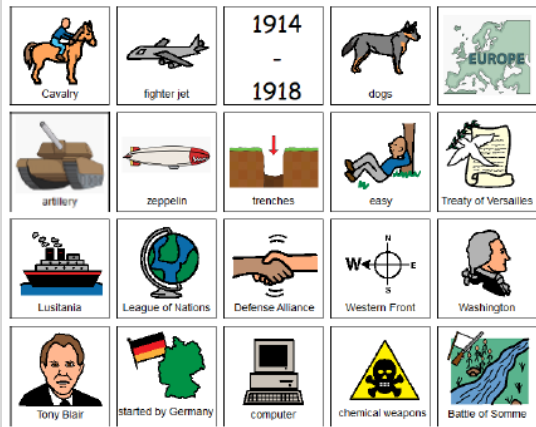 Cavalry
fighter jet
1914
-
1918
dogs
EUROPE
artillery
zeppelin
trenches
easy
Treaty of Versailles
Lusitania
League of Nations
Defense Alliance
N
W
E
S
Western Front
Washington
Tony Blair
started by Germany
computer
chemical weapons
Battle of Somme